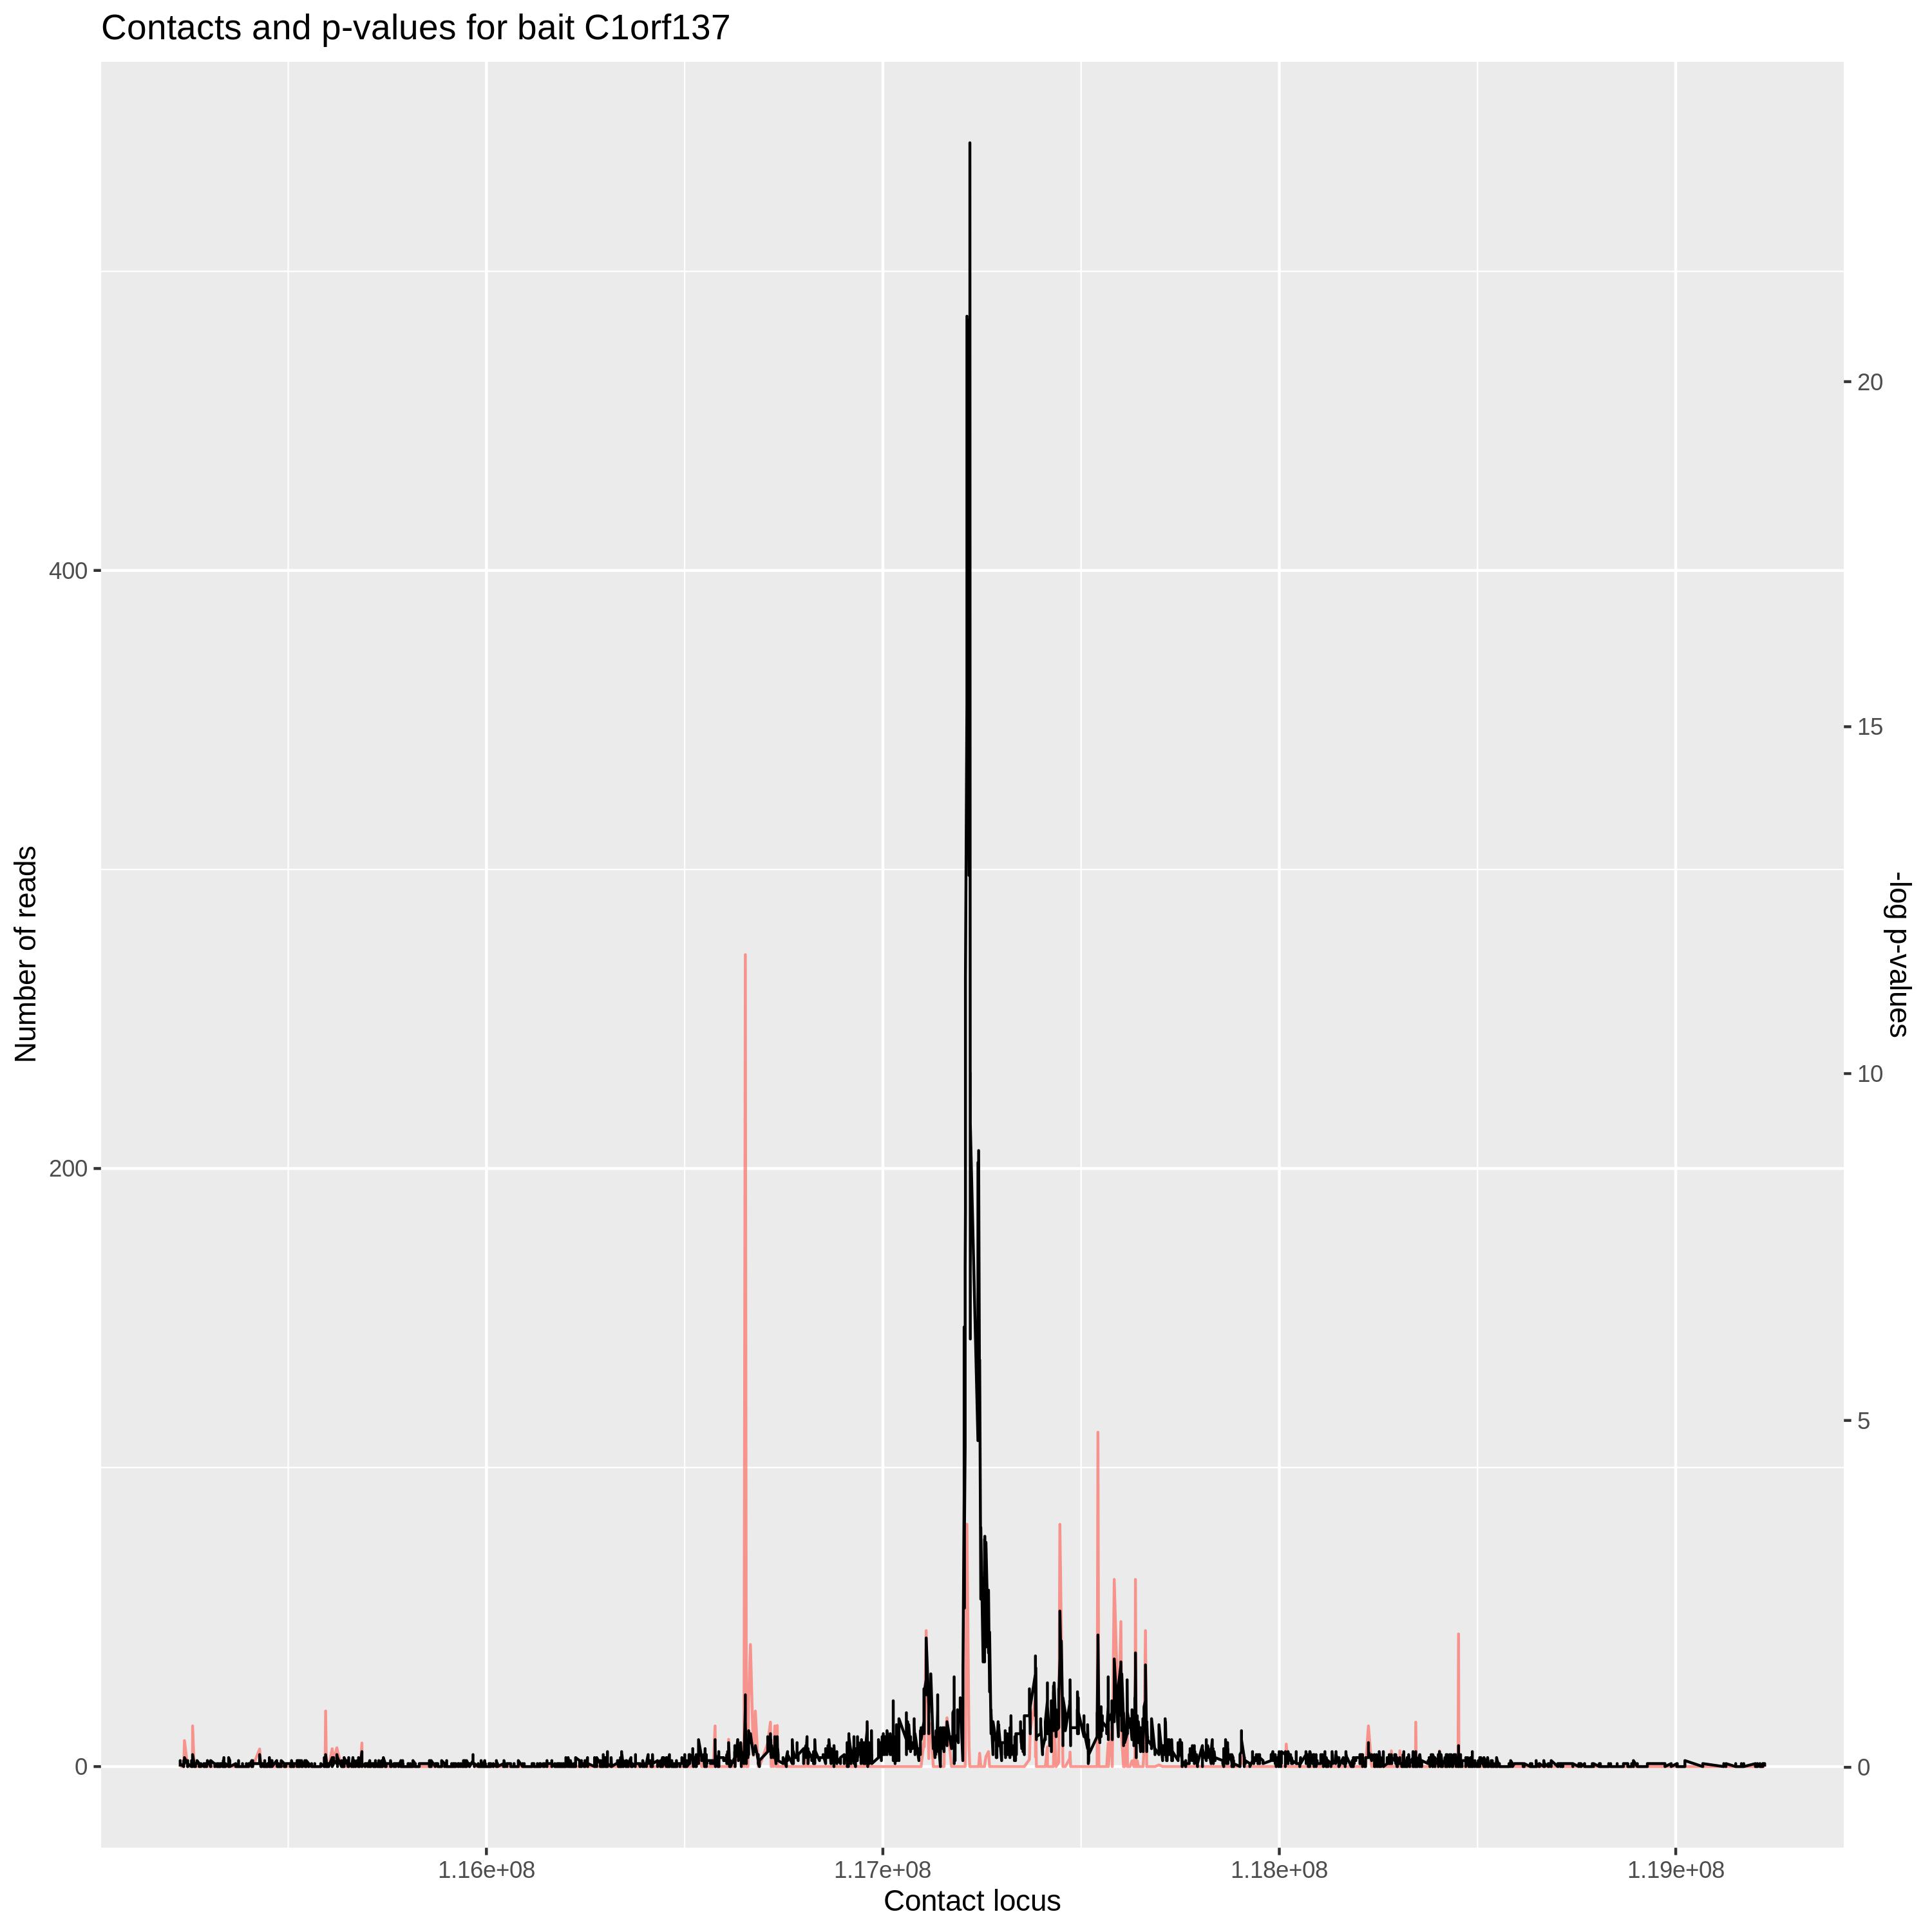 Contacts and p-values for bait C1orf137
Number of reads
400
200
0
20
15
10
5
0
-log p-values
1.16e+08
1.17e+08
1.18e+08
1.19e+08
Contact locus